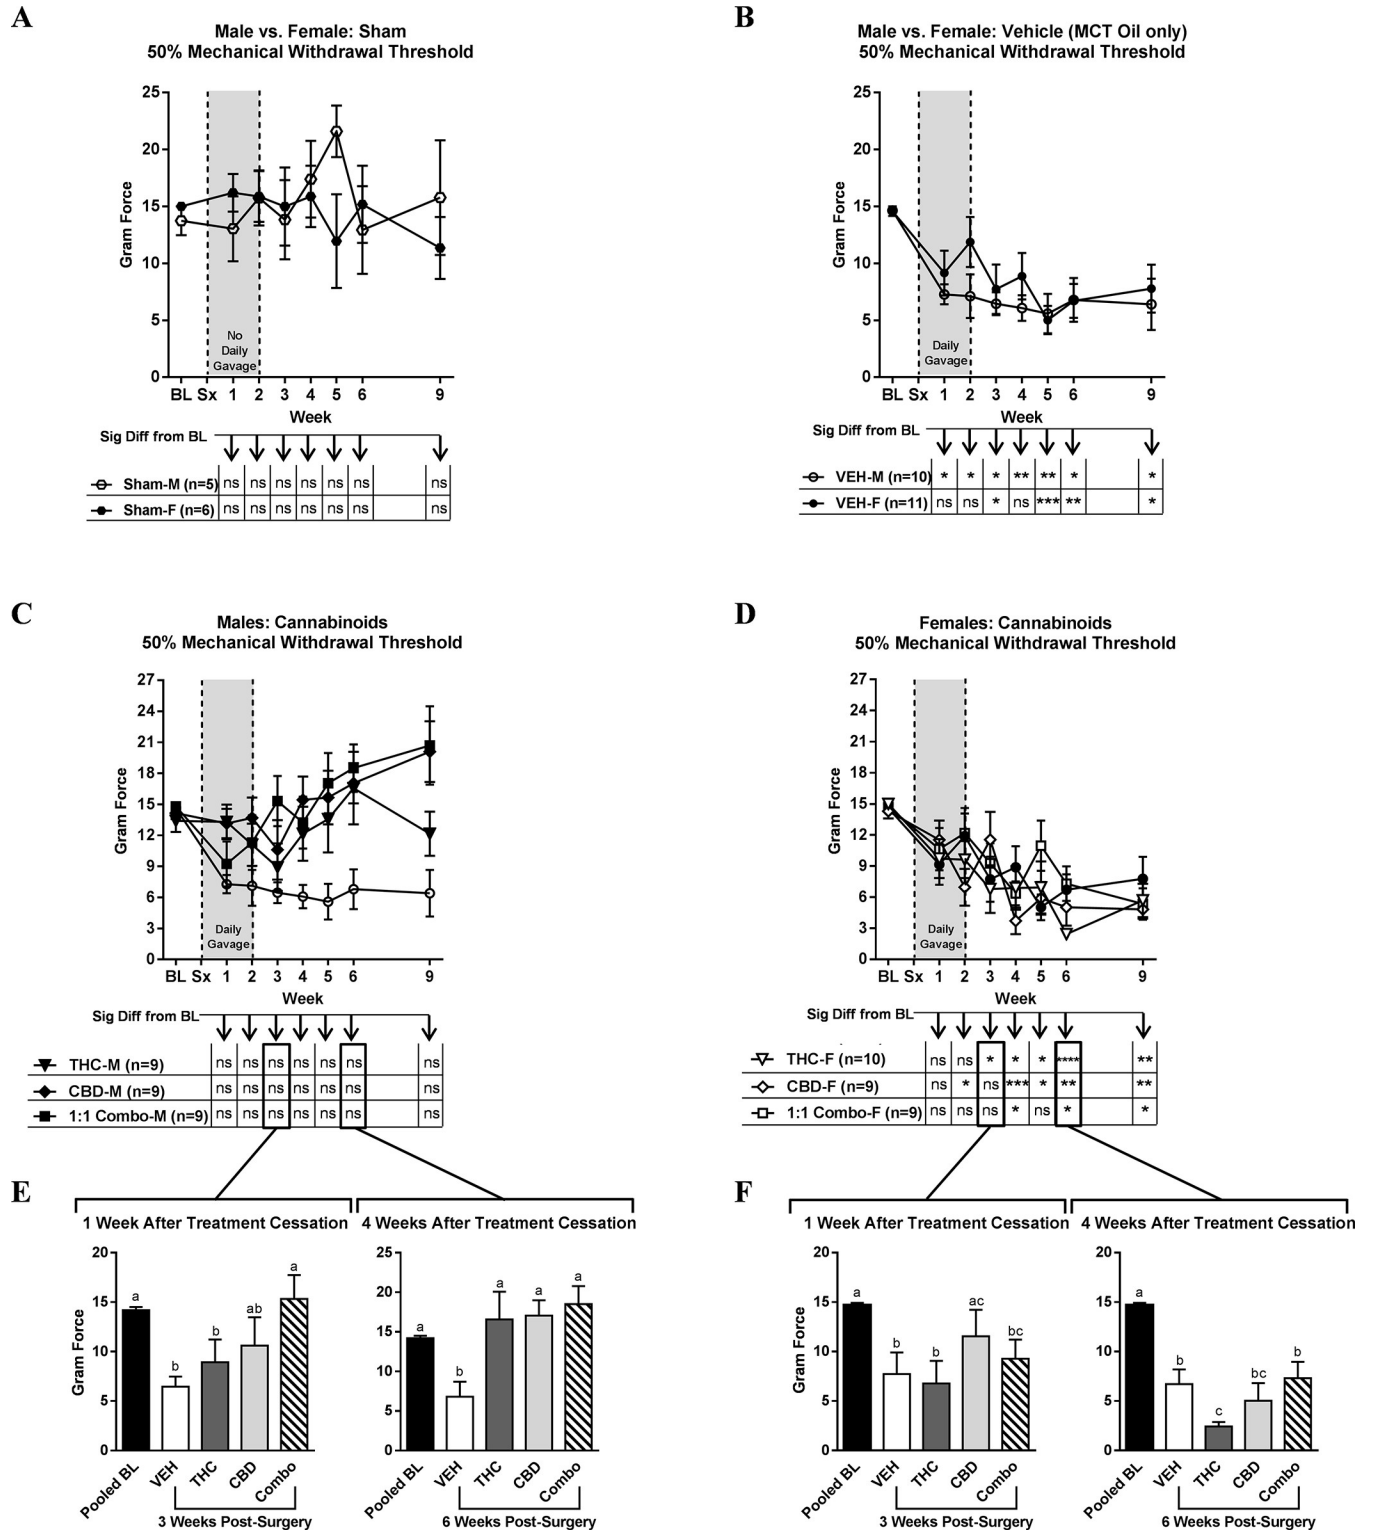 A
Male vs. Female: Sham
50% Mechanical Withdrawal Threshold
Gram Force
25
20
15
10
5
0
No
Daily
Gavage
BL Sx 1 2 3 4 5 6 9
Week
Sig Diff from BL
Sham-M (n=5) ns ns ns ns ns ns ns
Sham-F (n=6) ns ns ns ns ns ns ns
B
Male vs. Female: Vehicle (MCT Oil only)
50% Mechanical Withdrawal Threshold
Gram Force
25
20
15
10
5
0
Daily
Gavage
BL Sx 1 2 3 4 5 6 9
Week
Sig Diff from BL
VEH-M (n=10) * * * ** ** * *
VEH-F (n=11) ns ns * ns *** ** *
C
Males: Cannabinoids
50% Mechanical Withdrawal Threshold
Gram Force
27
24
21
18
15
12
9
6
3
0
Daily
Gavage
BL Sx 1 2 3 4 5 6 9
Week
Sig Diff from BL
THC-M (n=9) ns ns ns ns ns ns ns
CBD-M (n=9) ns ns ns ns ns ns ns
1:1 Combo-M (n=9) ns ns ns ns ns ns ns
D
Females: Cannabinoids
50% Mechanical Withdrawal Threshold
Gram Force
27
24
21
18
15
12
9
6
3
0
Daily
Gavage
BL Sx 1 2 3 4 5 6 9
Week
Sig Diff from BL
THC-F (n=10) ns ns * * * **** **
CBD-F (n=9) ns * ns *** * ** **
1:1 Combo-F (n=9) ns ns ns * ns * *
E
1 Week After Treatment Cessation
Gram Force
20
15
10
5
0
a b b ab a
Pooled BL VEH THC CBD Combo
3 Weeks Post-Surgery
4 Weeks After Treatment Cessation
25
20
15
10
5
0
a b a a a
Pooled BL VEH THC CBD Combo
6 Weeks Post-Surgery
F
1 Week After Treatment Cessation
Gram Force
20
15
10
5
0
a b b ac bc
Pooled BL VEH THC CBD Combo
3 Weeks Post-Surgery
4 Weeks After Treatment Cessation
20
15
10
5
0
a b c bc b
Pooled BL VEH THC CBD Combo
6 Weeks Post-Surgery